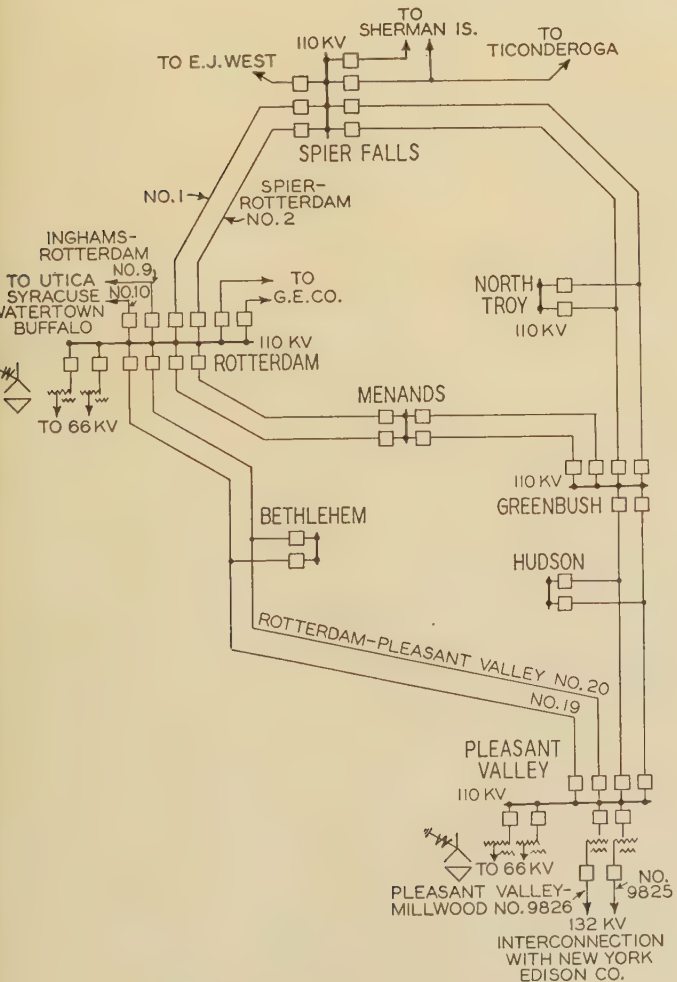 TO
SHERMAN IS.
TO
TICONDEROGA
110 KV
TO E.J. WEST
SPIER FALLS
NO. 1
SPIER-
ROTTERDAM
NO. 2
INGHAMS-
ROTTERDAM
NO. 9
TO UTICA
SYRACUSE
WATERTOWN
BUFFALO
NO. 10
TO
G.E. CO.
NORTH
TROY
110 KV
110 KV
ROTTERDAM
TO 66 KV
MENANDS
110 KV
GREENBUSH
BETHLEHEM
HUDSON
ROTTERDAM-PLEASANT VALLEY NO. 20
NO. 19
PLEASANT
VALLEY
110 KV
TO 66 KV
PLEASANT VALLEY-
MILLWOOD NO. 9826
NO.
9825
132 KV
INTERCONNECTION
WITH NEW YORK
EDISON CO.